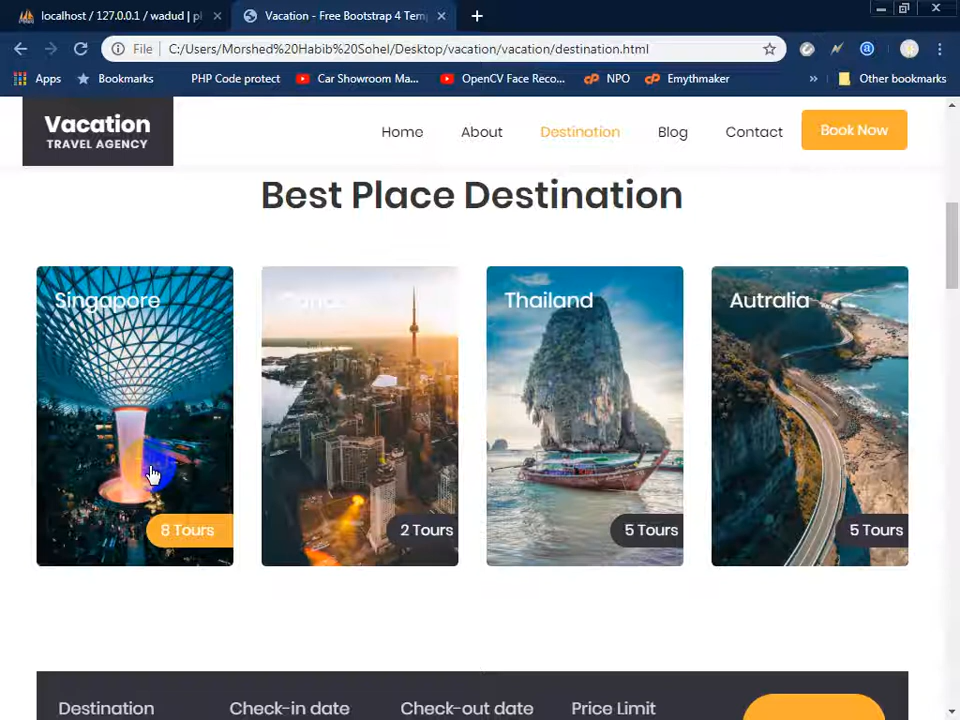 localhost / 127.0.0.1 / wadud | pl
Vacation - Free Bootstrap 4 Tem
File
C:/Users/Morshed%20Habib%20Sohel/Desktop/vacation/vacation/destination.html
Apps
Bookmarks
PHP Code protect
Car Showroom Ma...
OpenCV Face Reco...
NPO
Emythmaker
»
Other bookmarks
Vacation
TRAVEL AGENCY
Home
About
Destination
Blog
Contact
Book Now
Best Place Destination
Singapore
Canada
Thailand
Autralia
8 Tours
2 Tours
5 Tours
5 Tours
Destination
Check-in date
Check-out date
Price Limit